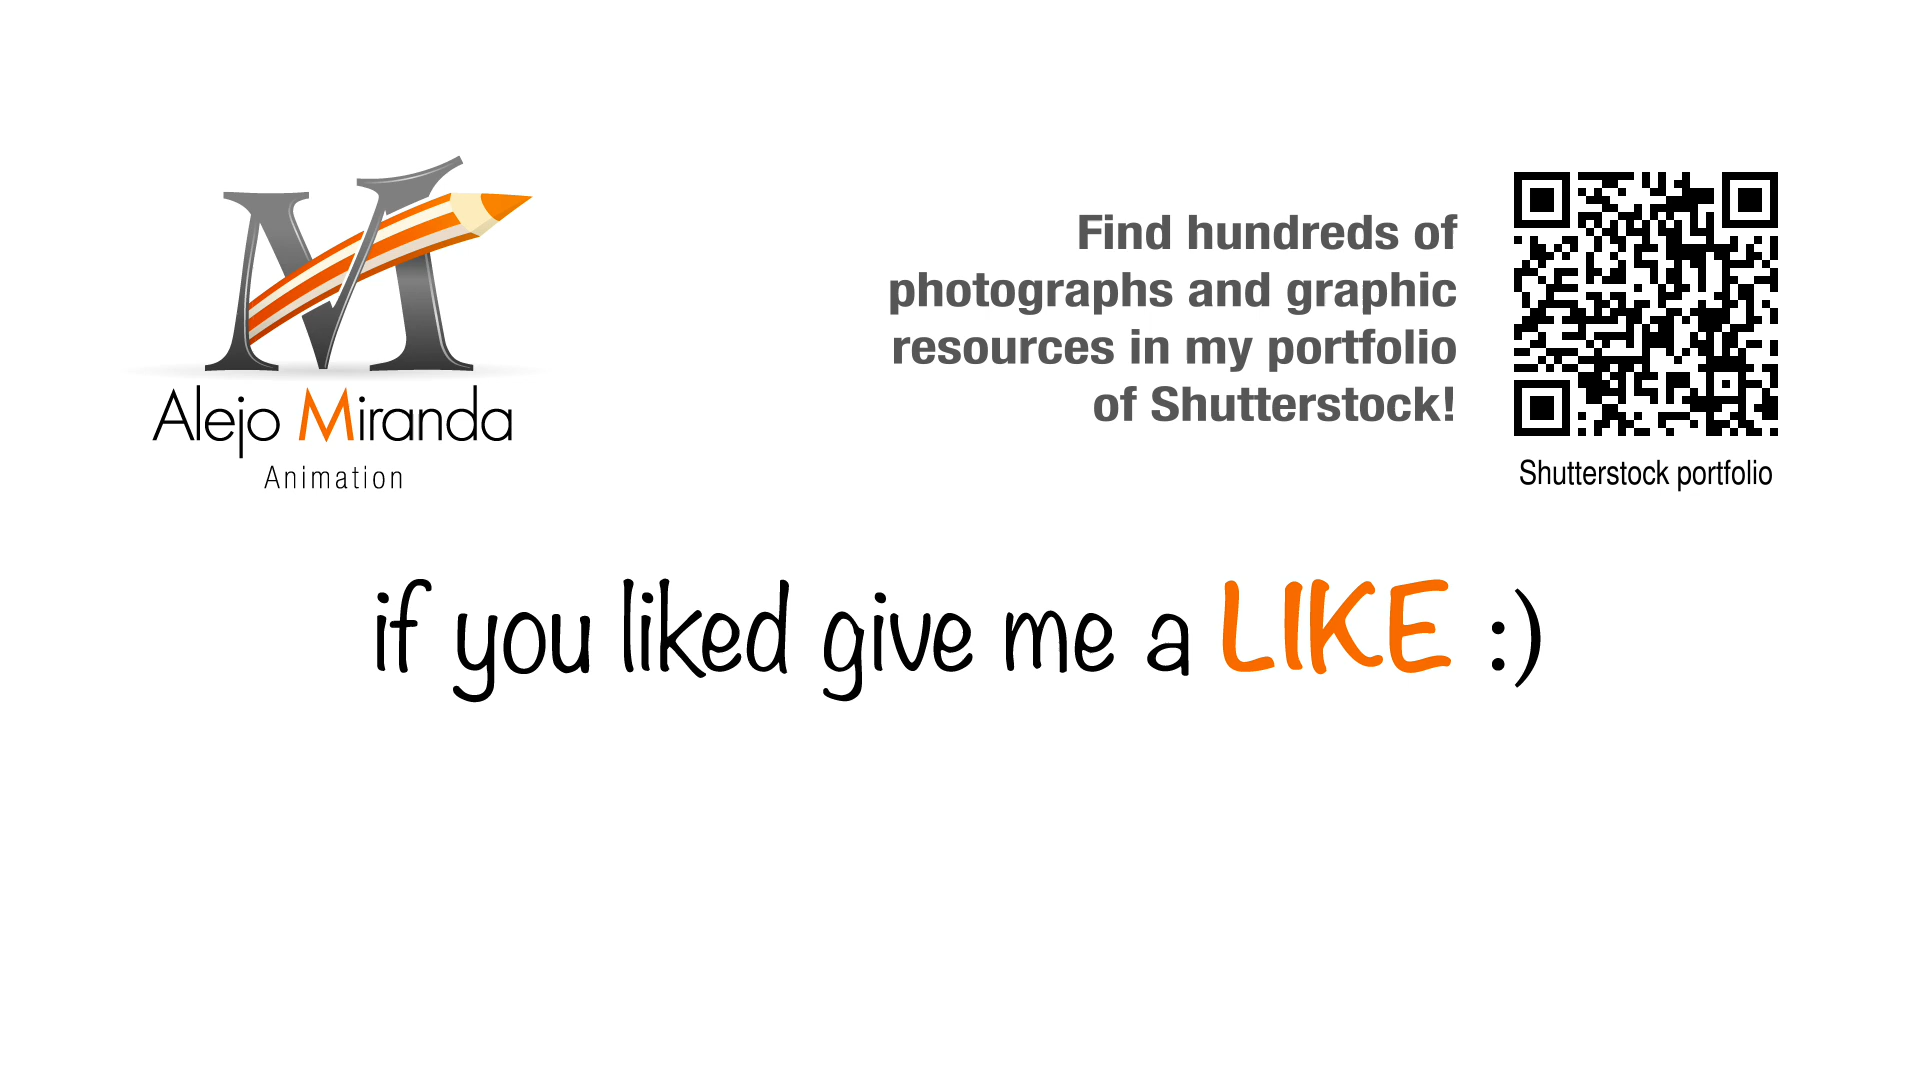 M
Alejo Miranda
Animation
Find hundreds of
photographs and graphic
resources in my portfolio
of Shutterstock!
Shutterstock portfolio
if you liked give me a LIKE :)